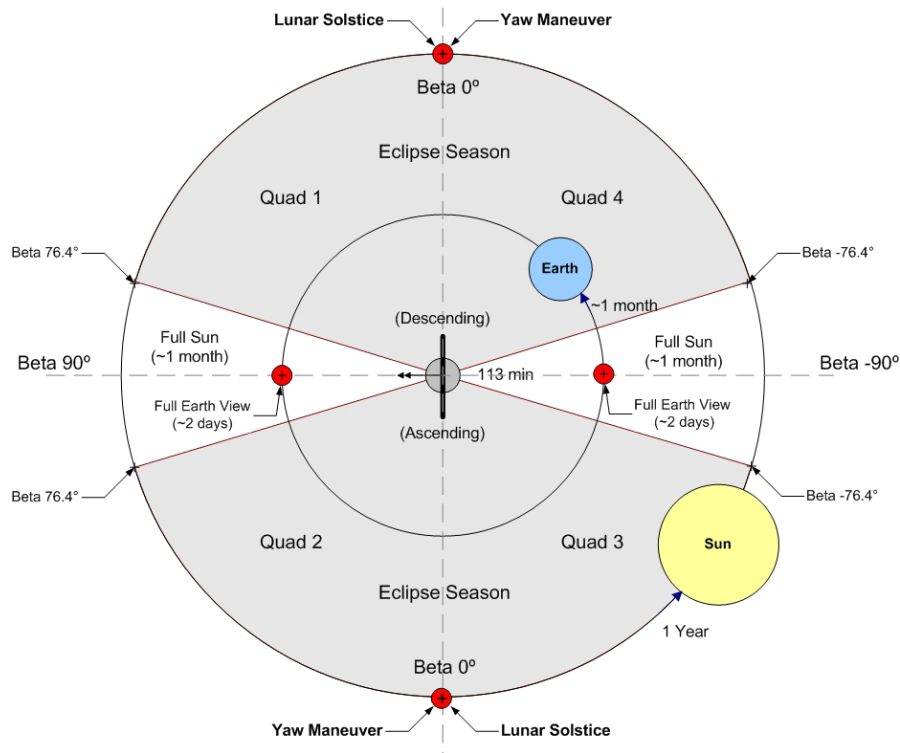 Lunar Solstice
Yaw Maneuver
Beta 0º
Eclipse Season
Quad 1
Quad 4
Beta 76.4°
Beta -76.4°
Earth
~1 month
(Descending)
Full Sun
(~1 month)
Full Sun
(~1 month)
Beta 90º
113 min
Beta -90º
Full Earth View
(~2 days)
Full Earth View
(~2 days)
(Ascending)
Beta 76.4°
Beta -76.4°
Quad 2
Quad 3
Sun
Eclipse Season
1 Year
Beta 0º
Yaw Maneuver
Lunar Solstice